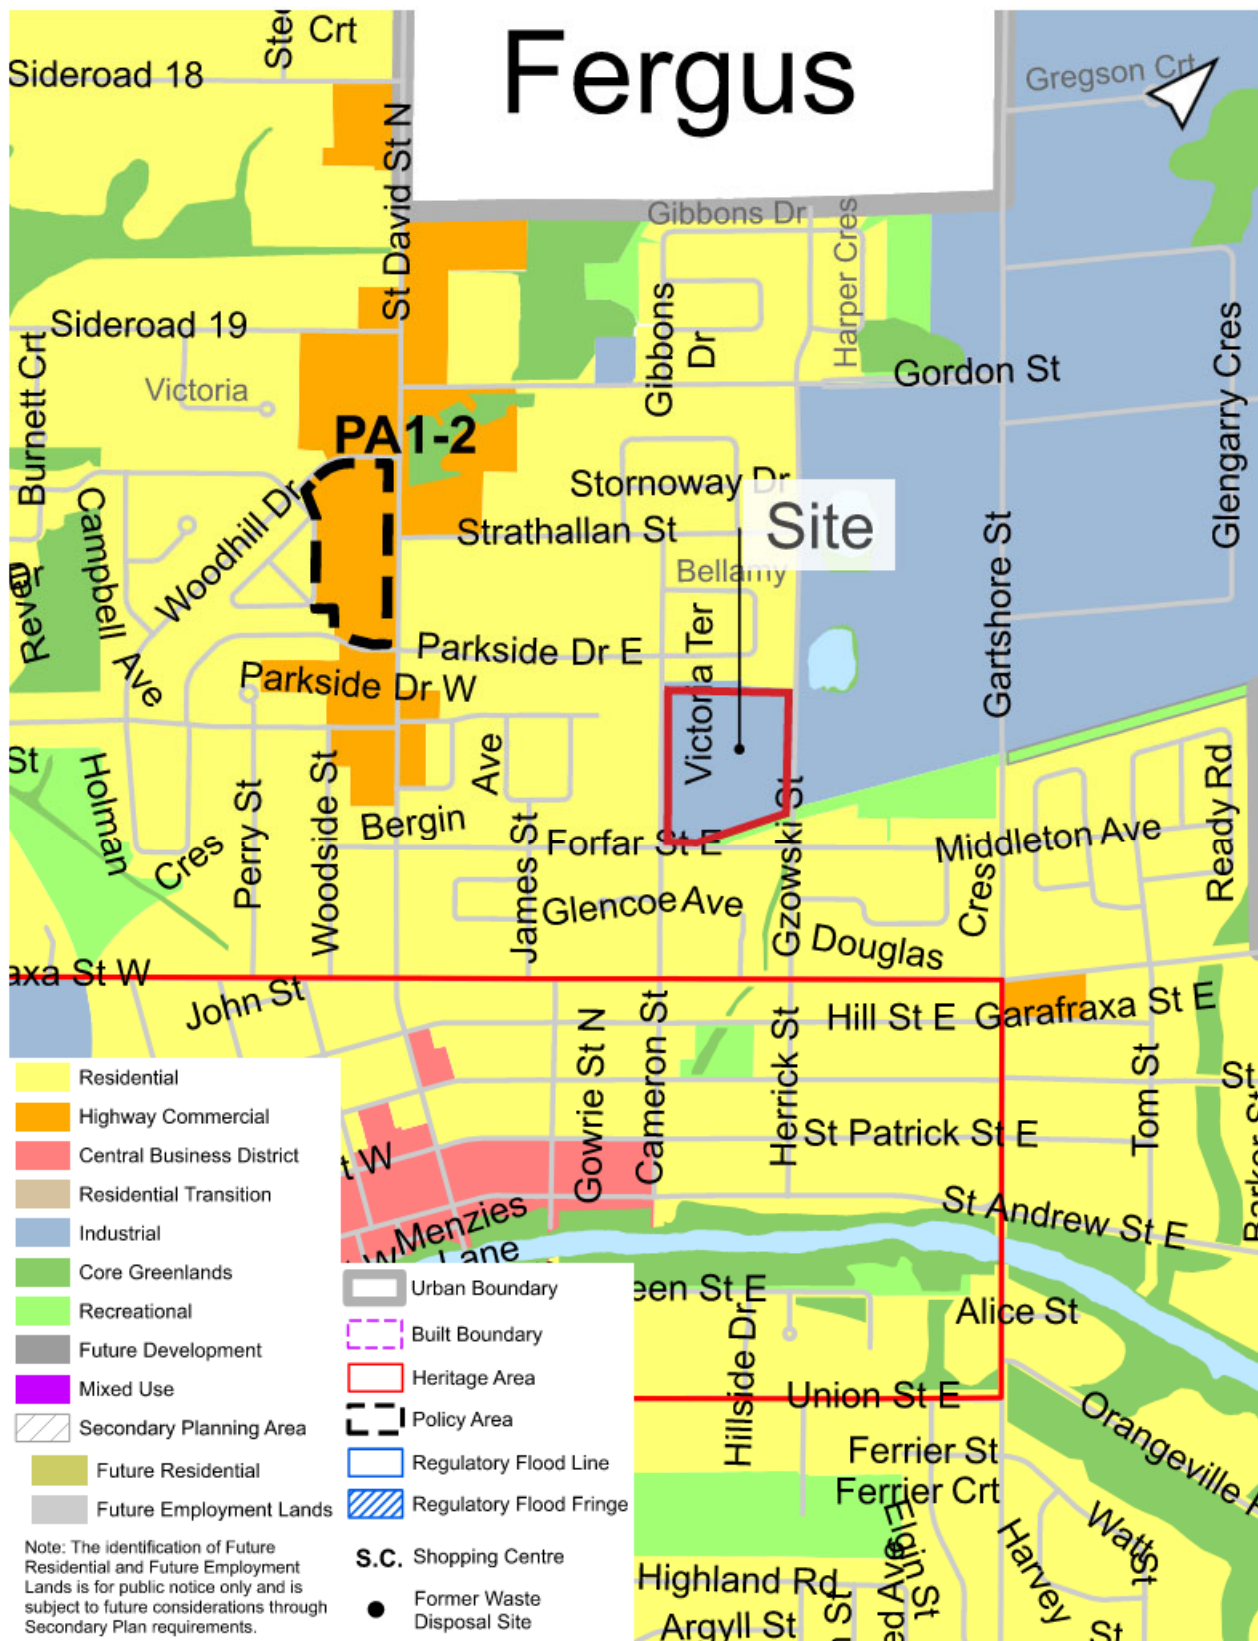 Fergus
Crt
Sideroad 18
Gregson Crt
St David St N
Gibbons Dr
Harper Cres
Sideroad 19
Burnett Crt
Victoria
Gibbons
Dr
Gordon St
Glengarry Cres
PA1-2
Stornoway Dr
Site
Strathallan St
Woodhill Dr
Campbell
Ave
Bellamy
Gartshore St
Victoria Ter
Parkside Dr E
Parkside Dr W
St
Holman
Cres
Perry St
Woodside St
Ave
Bergin
James St
Forfar St E
Gzowski St
Middleton Ave
Ready Rd
Glencoe Ave
Douglas
Cres
axa St W
John St
Gowrie St N
Cameron St
Herrick St
Hill St E
Garafraxa St E
Tom St
St
St Patrick St E
t W
Menzies
Lane
St Andrew St E
een St E
Hillside Dr
Alice St
Union St E
Orangeville
Ferrier St
Ferrier Crt
Elgin St
Harvey
Watt St
Highland Rd
Argyll St
St
Residential
Highway Commercial
Central Business District
Residential Transition
Industrial
Core Greenlands
Recreational
Future Development
Mixed Use
Secondary Planning Area
Future Residential
Future Employment Lands
Note: The identification of Future
Residential and Future Employment
Lands is for public notice only and is
subject to future considerations through
Secondary Plan requirements.
Urban Boundary
Built Boundary
Heritage Area
Policy Area
Regulatory Flood Line
Regulatory Flood Fringe
S.C. Shopping Centre
Former Waste
Disposal Site